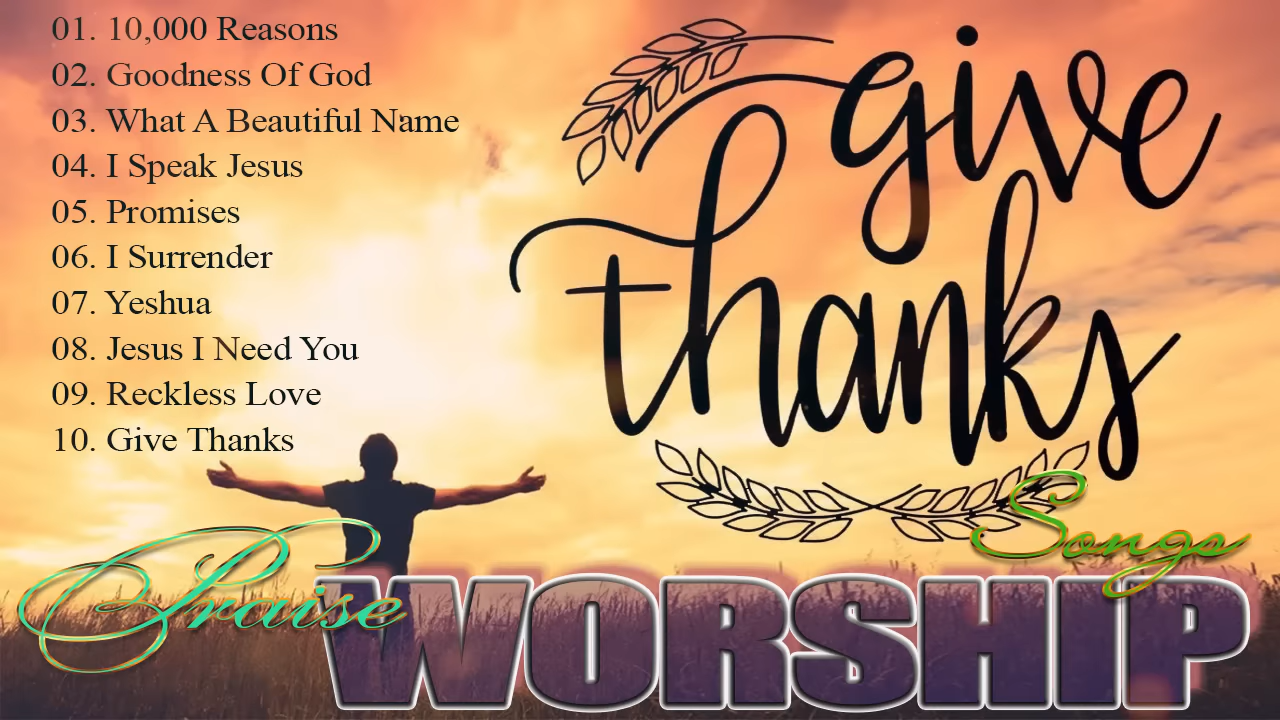 01. 10,000 Reasons
02. Goodness Of God
03. What A Beautiful Name
04. I Speak Jesus
05. Promises
06. I Surrender
07. Yeshua
08. Jesus I Need You
09. Reckless Love
10. Give Thanks
give
thanks
Praise
WORSHIP
Songs